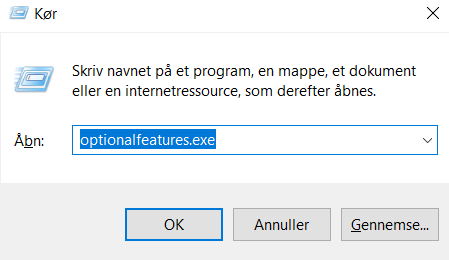 Kør
Skriv navnet på et program, en mappe, et dokument
eller en internetressource, som derefter åbnes.
Åbn:
optionalfeatures.exe
OK
Annuller
Gennemse...